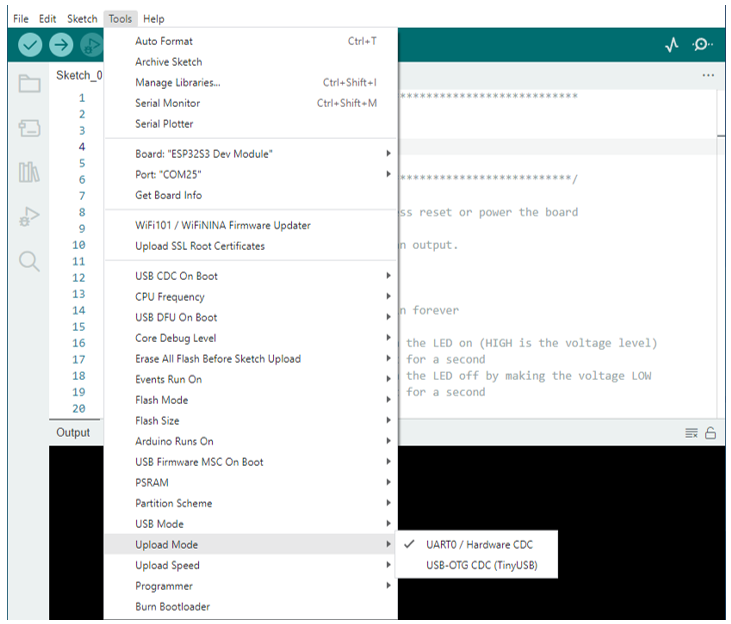 File Edit Sketch Tools Help
Sketch_0
Auto Format Ctrl+T
Archive Sketch
Manage Libraries... Ctrl+Shift+I
Serial Monitor Ctrl+Shift+M
Serial Plotter
Board: "ESP32S3 Dev Module"
Port: "COM25"
Get Board Info
WiFi101 / WiFiNINA Firmware Updater
Upload SSL Root Certificates
USB CDC On Boot
CPU Frequency
USB DFU On Boot
Core Debug Level
Erase All Flash Before Sketch Upload
Events Run On
Flash Mode
Flash Size
Arduino Runs On
USB Firmware MSC On Boot
PSRAM
Partition Scheme
USB Mode
Upload Mode
Upload Speed
Programmer
Burn Bootloader
UART0 / Hardware CDC
USB-OTG CDC (TinyUSB)
1
2
3
4
5
6
7
8
9
10
11
12
13
14
15
16
17
18
19
20
***************************
**************************/
ss reset or power the board
n output.
n forever
the LED on (HIGH is the voltage level)
for a second
the LED off by making the voltage LOW
for a second
Output